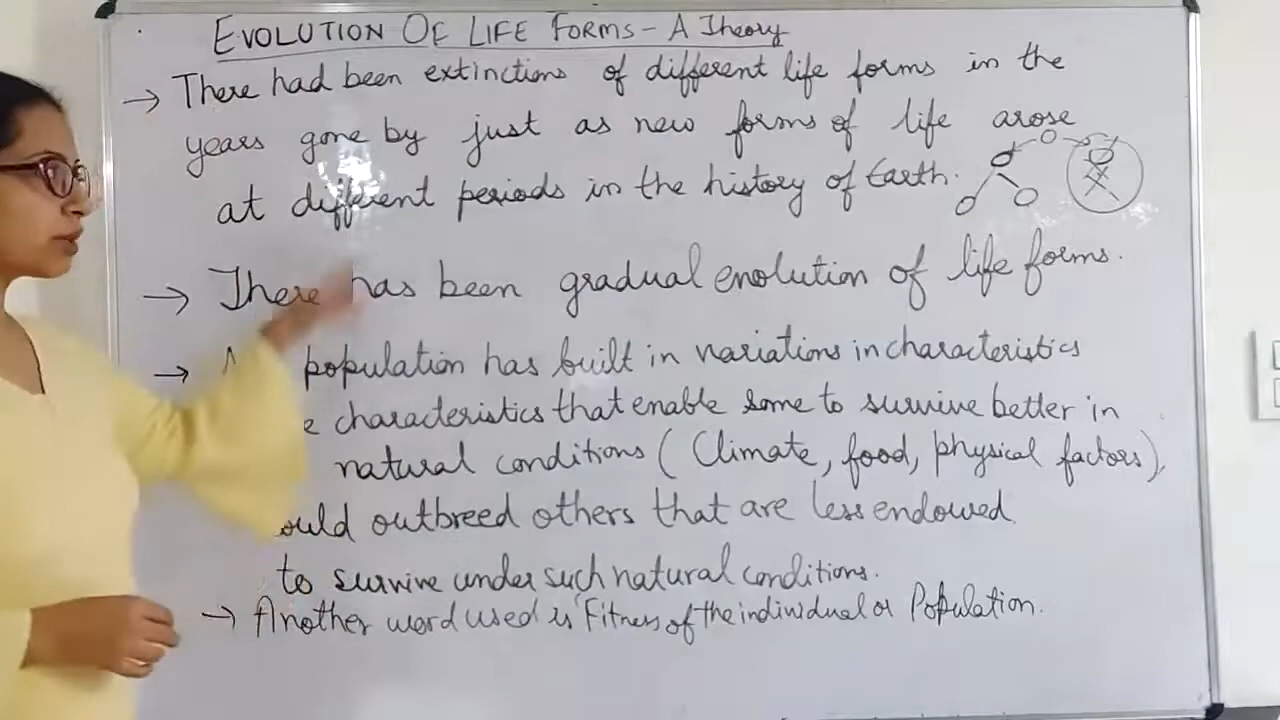 EVOLUTION OF LIFE FORMS - A Theory
→ There had been extinctions of different life forms in the
years gone by just as new forms of life arose
at different periods in the history of Earth.
→ There has been gradual evolution of life forms.
→ population has built in variations in characteristics
characteristics that enable some to survive better in
natural conditions (Climate, food, physical factors),
outbreed others that are less endowed
to survive under such natural conditions.
→ Another word used is 'Fitness of the individual or Population.